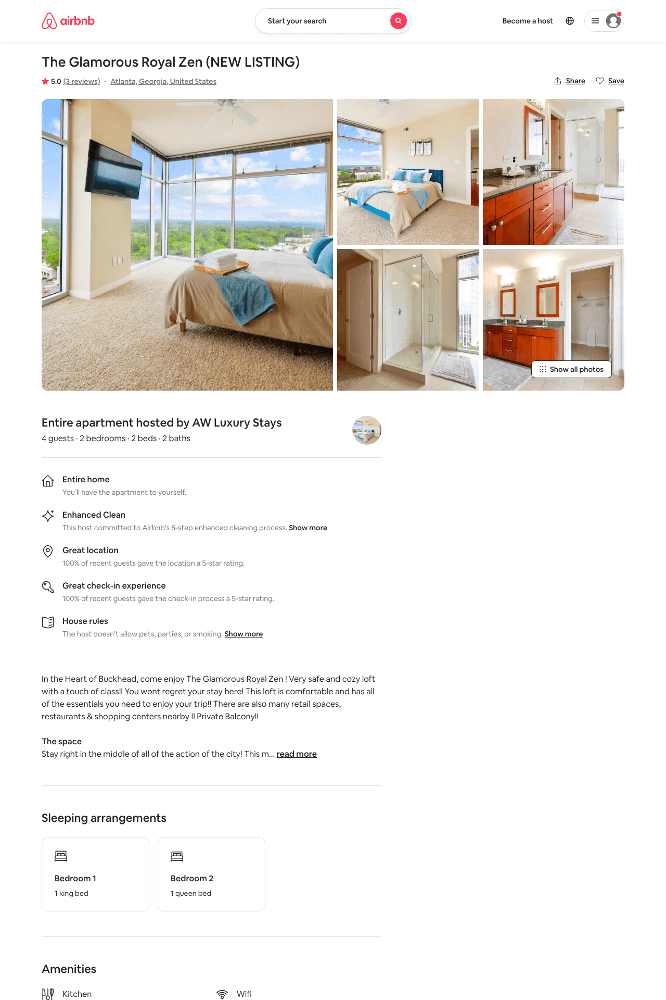 airbnb
Start your search
Become a host
The Glamorous Royal Zen (NEW LISTING)
5.0 (3 reviews) · Atlanta, Georgia, United States
Share
Save
Show all photos
Entire apartment hosted by AW Luxury Stays
4 guests · 2 bedrooms · 2 beds · 2 baths
Entire home
You’ll have the apartment to yourself.
Enhanced Clean
This host committed to Airbnb's 5-step enhanced cleaning process. Show more
Great location
100% of recent guests gave the location a 5-star rating.
Great check-in experience
100% of recent guests gave the check-in process a 5-star rating.
House rules
The host doesn’t allow pets, parties, or smoking. Show more
In the Heart of Buckhead, come enjoy The Glamorous Royal Zen ! Very safe and cozy loft
with a touch of class!! You wont regret your stay here! This loft is comfortable and has all
of the essentials you need to enjoy your trip!! There are also many retail spaces,
restaurants & shopping centers nearby !! Private Balcony!!
The space
Stay right in the middle of all of the action of the city! This m... read more
Sleeping arrangements
Bedroom 1
1 king bed
Bedroom 2
1 queen bed
Amenities
Kitchen
Wifi